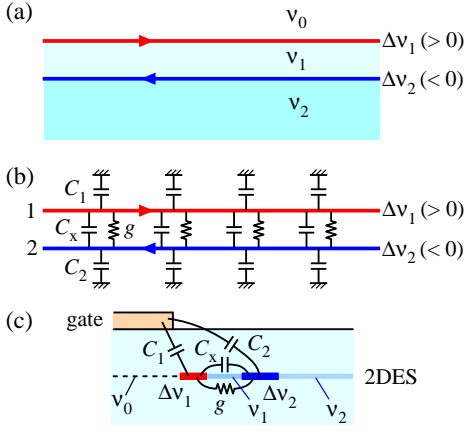 (a)
ν0
Δν1 (> 0)
ν1
Δν2 (< 0)
ν2
(b)
C1
1
Δν1 (> 0)
Cx
g
2
Δν2 (< 0)
C2
(c)
gate
C1
Cx
C2
2DES
ν0
Δν1
g
ν1
Δν2
ν2